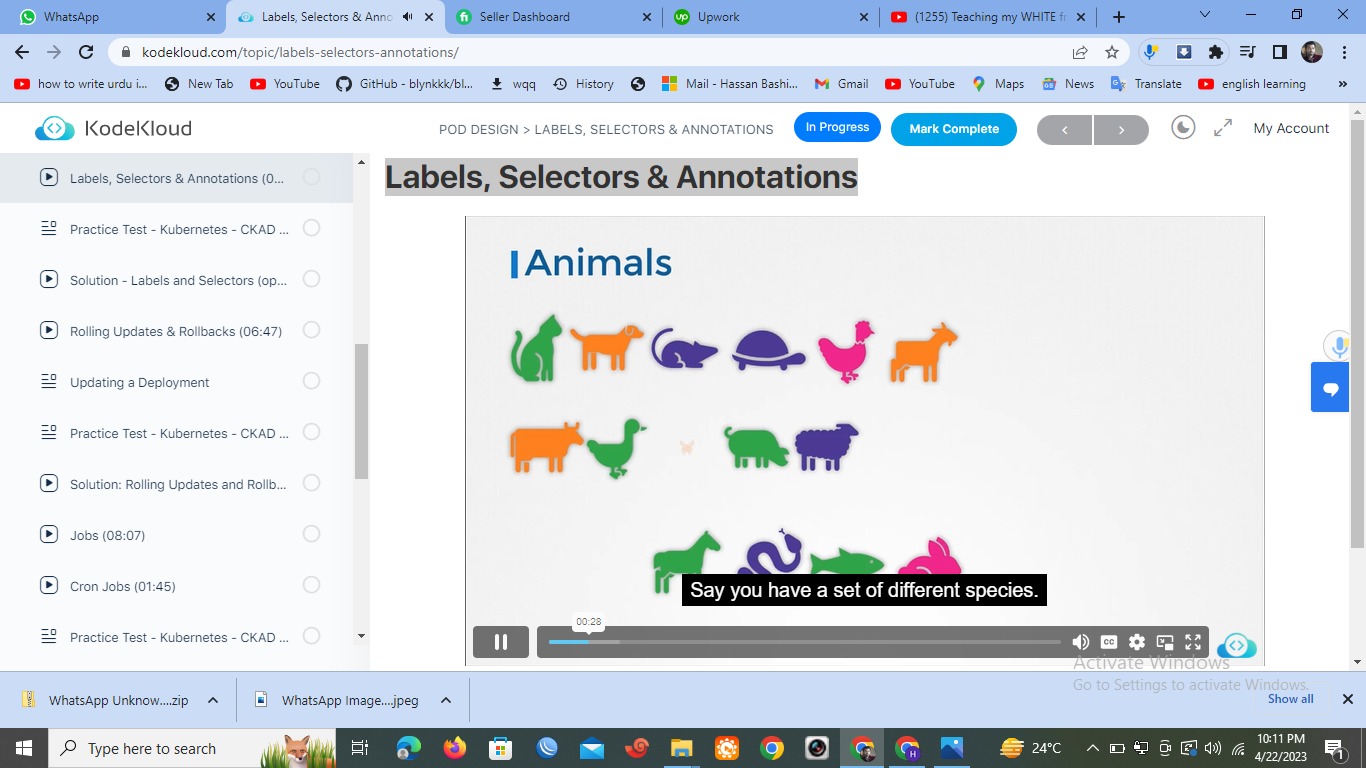 WhatsApp
Labels, Selectors & Anno
Seller Dashboard
Upwork
(1255) Teaching my WHITE fr
kodekloud.com/topic/labels-selectors-annotations/
how to write urdu i...
New Tab
YouTube
GitHub - blynkkk/bl...
wqq
History
Mail - Hassan Bashi...
Gmail
YouTube
Maps
News
Translate
english learning
KodeKloud
POD DESIGN > LABELS, SELECTORS & ANNOTATIONS
In Progress
Mark Complete
My Account
Labels, Selectors & Annotations (0...
Practice Test - Kubernetes - CKAD ...
Solution - Labels and Selectors (op...
Rolling Updates & Rollbacks (06:47)
Updating a Deployment
Practice Test - Kubernetes - CKAD ...
Solution: Rolling Updates and Rollb...
Jobs (08:07)
Cron Jobs (01:45)
Practice Test - Kubernetes - CKAD ...
Labels, Selectors & Annotations
Animals
Say you have a set of different species.
00:28
CC
Activate Windows
Go to Settings to activate Windows.
WhatsApp Unknow....zip
WhatsApp Image....jpeg
Show all
Type here to search
24°C
10:11 PM
4/22/2023
1